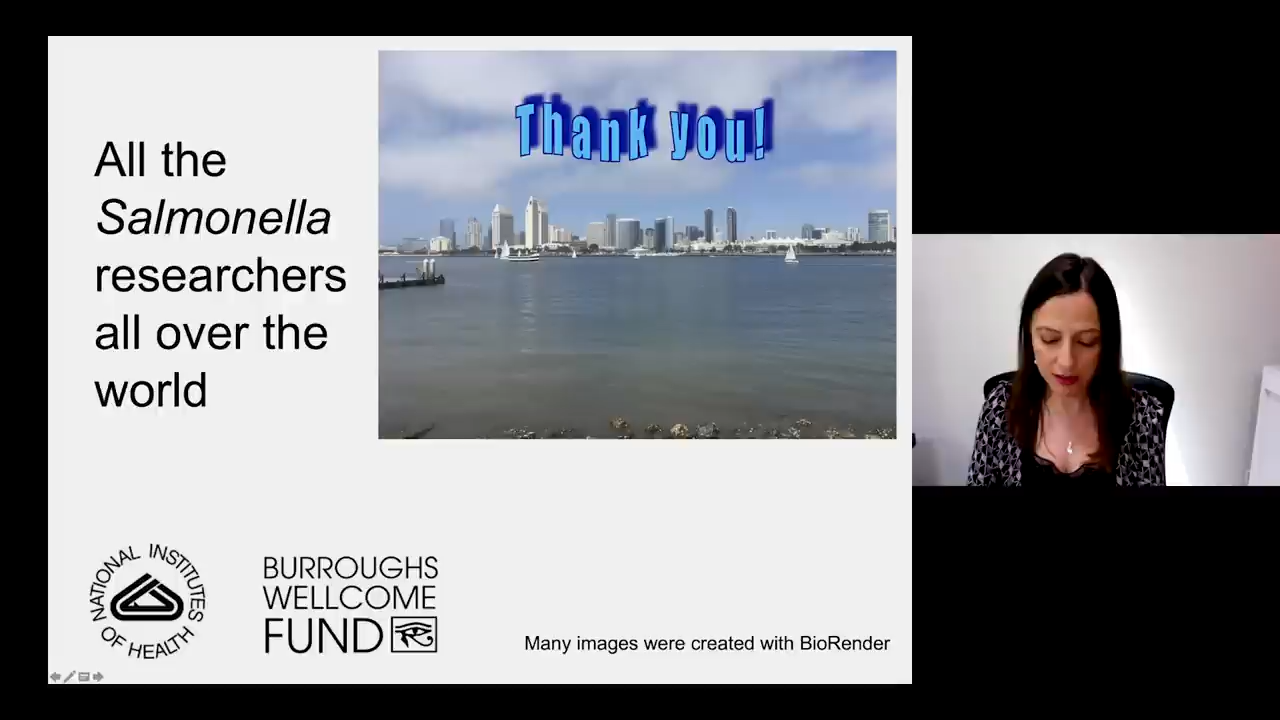 All the
Salmonella
researchers
all over the
world
Thank you!
NATIONAL INSTITUTES
OF HEALTH
BURROUGHS
WELLCOME
FUND
Many images were created with BioRender